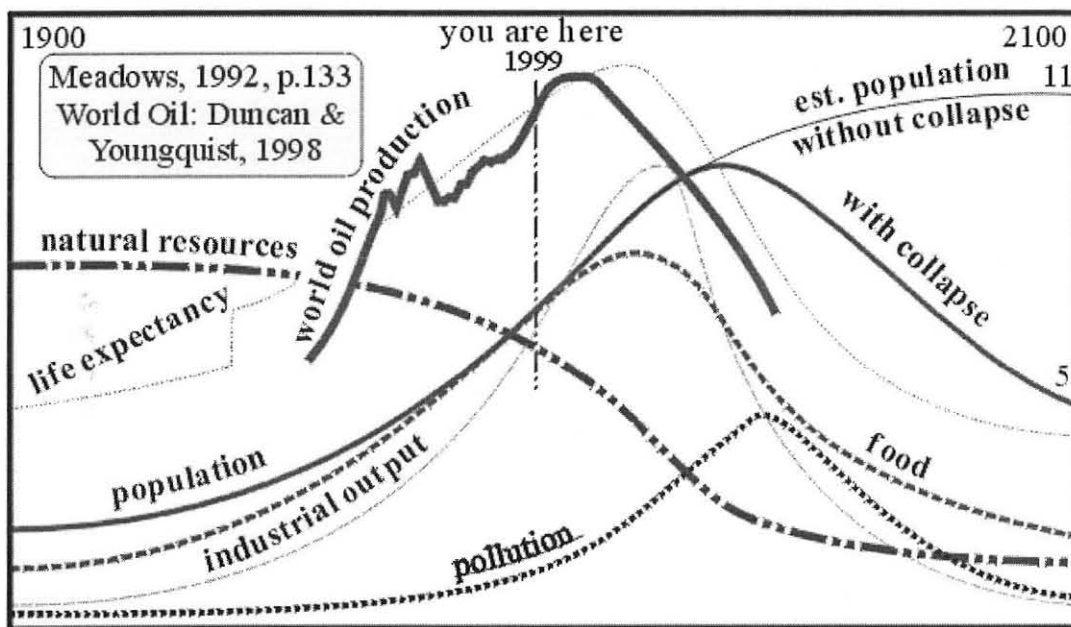 1900
you are here
1999
2100
Meadows, 1992, p.133
World Oil: Duncan &
Youngquist, 1998
world oil production
est. population
without collapse
11
natural resources
with collapse
life expectancy
5
population
food
industrial output
pollution